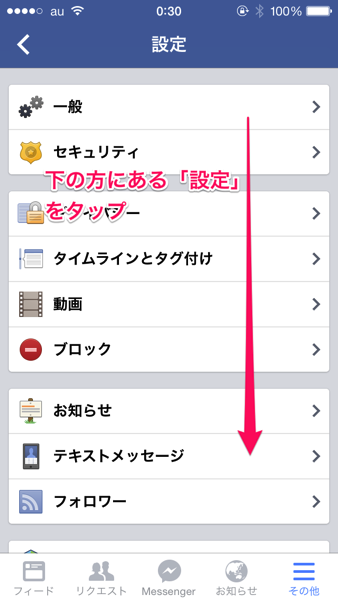 au 0:30 100%
設定
一般
セキュリティ
下の方にある「設定」
をタップ
タイムラインとタグ付け
動画
ブロック
お知らせ
テキストメッセージ
フォロワー
フィード リクエスト Messenger お知らせ その他